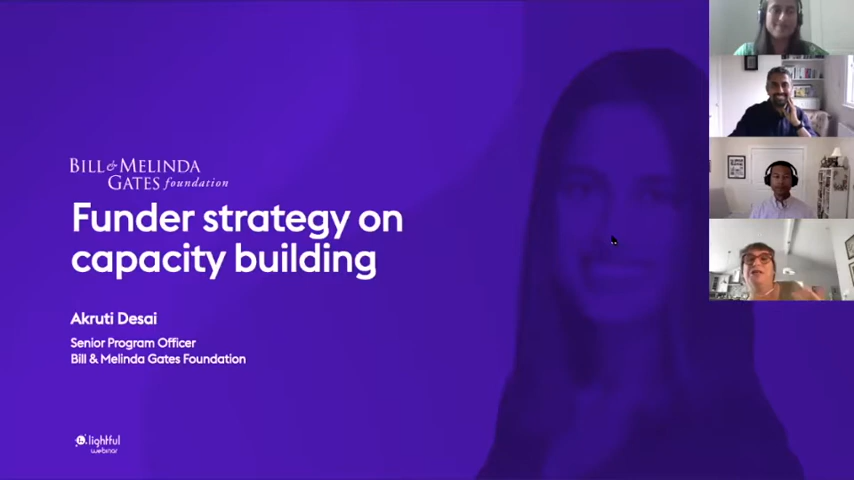 BILL & MELINDA
GATES foundation
Funder strategy on
capacity building
Akruti Desai
Senior Program Officer
Bill & Melinda Gates Foundation
lightful
webinar